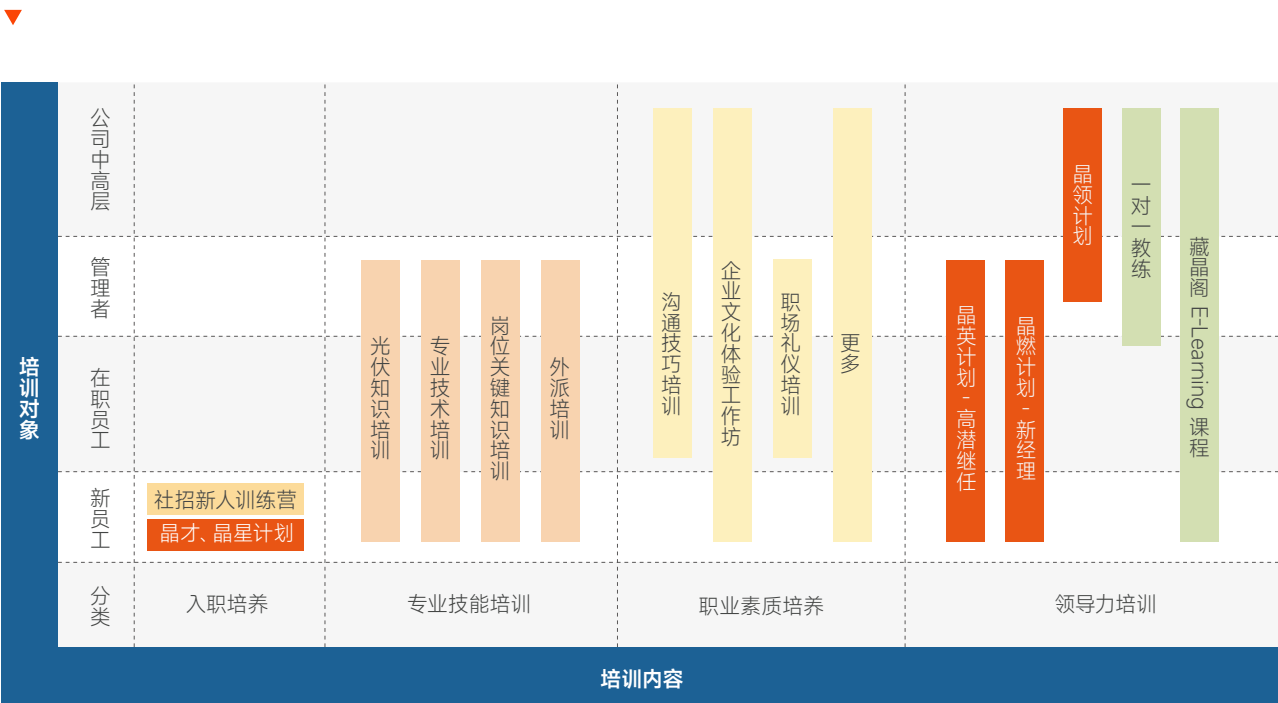 培训对象
公司中高层
管理者
在职员工
新员工
分类
社招新人训练营
晶才、晶星计划
光伏知识培训
专业技术培训
岗位关键知识培训
外派培训
沟通技巧培训
企业文化体验工作坊
职场礼仪培训
更多
晶英计划 - 高潜继任
晶燃计划 - 新经理
晶领计划
一对一教练
藏晶阁 E-Learning 课程
入职培养
专业技能培训
职业素质培养
领导力培训
培训内容